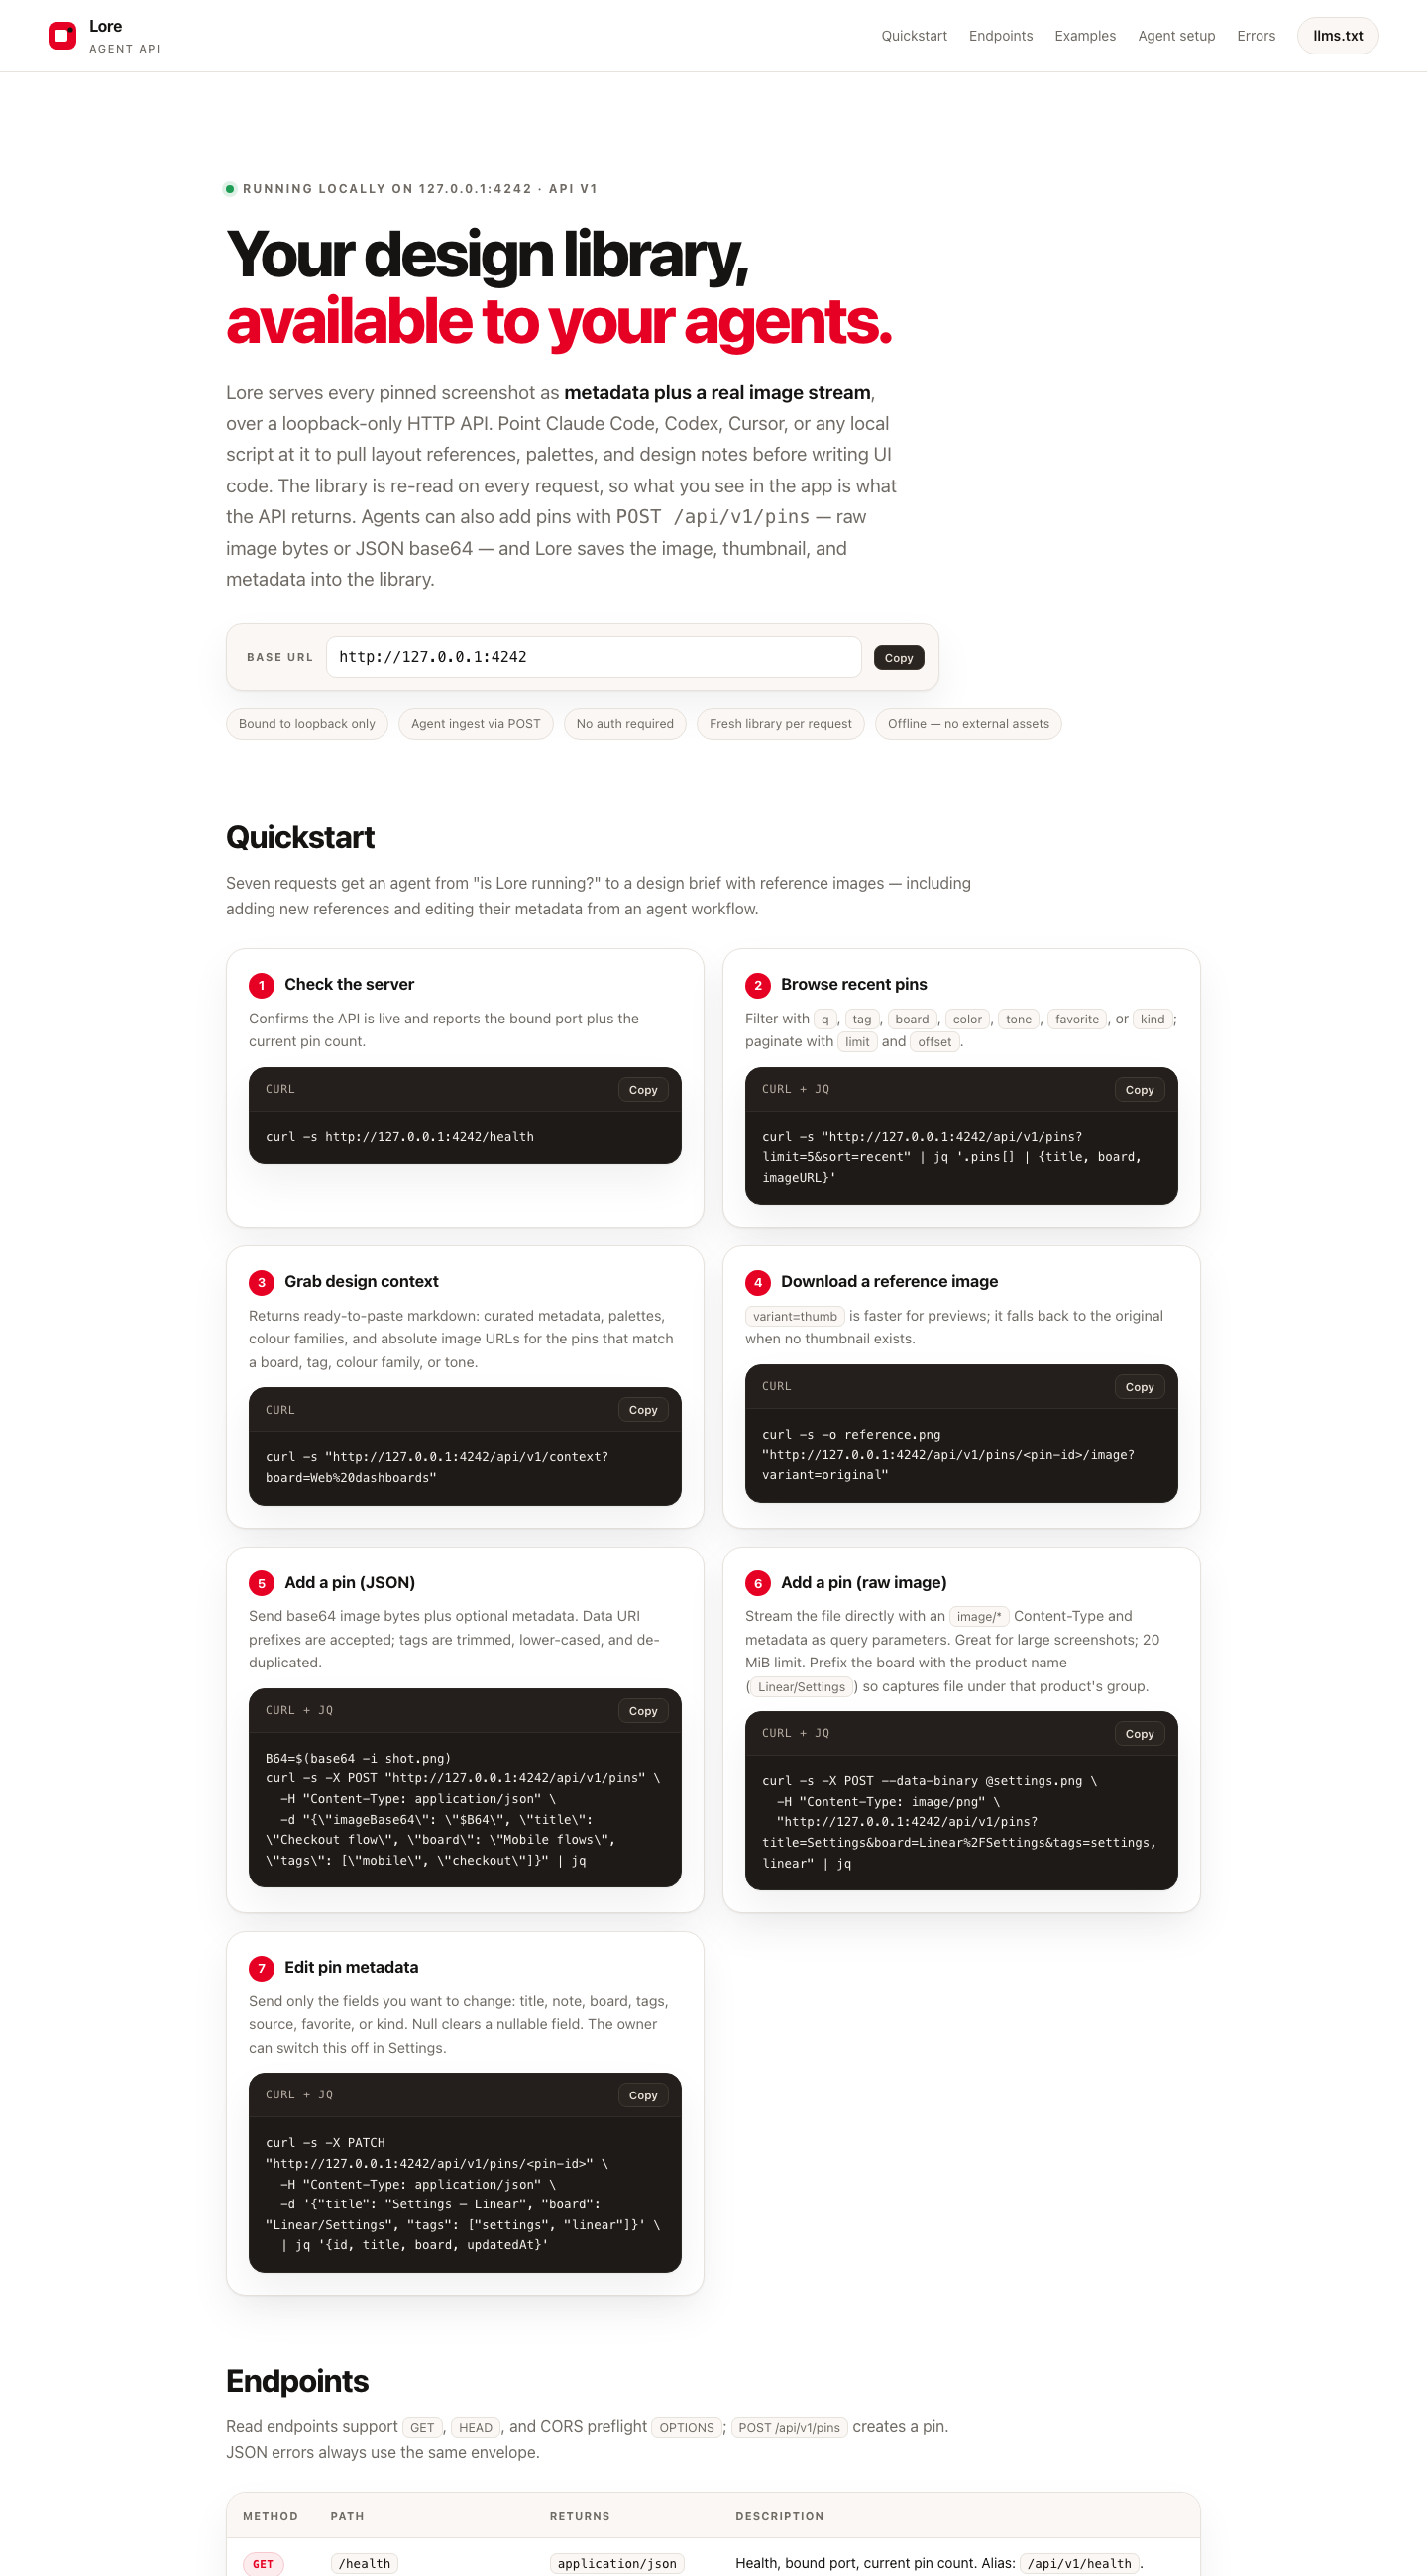 Lore
AGENT API
Quickstart
Endpoints
Examples
Agent setup
Errors
llms.txt
RUNNING LOCALLY ON 127.0.0.1:4242 · API V1
Your design library,
available to your agents.
Lore serves every pinned screenshot as metadata plus a real image stream,
over a loopback-only HTTP API. Point Claude Code, Codex, Cursor, or any local
script at it to pull layout references, palettes, and design notes before writing UI
code. The library is re-read on every request, so what you see in the app is what
the API returns. Agents can also add pins with POST /api/v1/pins — raw
image bytes or JSON base64 — and Lore saves the image, thumbnail, and
metadata into the library.
BASE URL
http://127.0.0.1:4242
Copy
Bound to loopback only
Agent ingest via POST
No auth required
Fresh library per request
Offline — no external assets
Quickstart
Seven requests get an agent from "is Lore running?" to a design brief with reference images — including
adding new references and editing their metadata from an agent workflow.
1 Check the server
Confirms the API is live and reports the bound port plus the
current pin count.
CURL
Copy
curl -s http://127.0.0.1:4242/health
2 Browse recent pins
Filter with q, tag, board, color, tone, favorite, or kind;
paginate with limit and offset.
CURL + JQ
Copy
curl -s "http://127.0.0.1:4242/api/v1/pins?
limit=5&sort=recent" | jq '.pins[] | {title, board,
imageURL}'
3 Grab design context
Returns ready-to-paste markdown: curated metadata, palettes,
colour families, and absolute image URLs for the pins that match
a board, tag, colour family, or tone.
CURL
Copy
curl -s "http://127.0.0.1:4242/api/v1/context?
board=Web%20dashboards"
4 Download a reference image
variant=thumb is faster for previews; it falls back to the original
when no thumbnail exists.
CURL
Copy
curl -s -o reference.png
"http://127.0.0.1:4242/api/v1/pins/<pin-id>/image?
variant=original"
5 Add a pin (JSON)
Send base64 image bytes plus optional metadata. Data URI
prefixes are accepted; tags are trimmed, lower-cased, and de-
duplicated.
CURL + JQ
Copy
B64=$(base64 -i shot.png)
curl -s -X POST "http://127.0.0.1:4242/api/v1/pins" \
-H "Content-Type: application/json" \
-d "{\"imageBase64\": \"$B64\", \"title\":
\"Checkout flow\", \"board\": \"Mobile flows\",
\"tags\": [\"mobile\", \"checkout\"]}" | jq
6 Add a pin (raw image)
Stream the file directly with an image/* Content-Type and
metadata as query parameters. Great for large screenshots; 20
MiB limit. Prefix the board with the product name
(Linear/Settings) so captures file under that product's group.
CURL + JQ
Copy
curl -s -X POST --data-binary @settings.png \
-H "Content-Type: image/png" \
"http://127.0.0.1:4242/api/v1/pins?
title=Settings&board=Linear%2FSettings&tags=settings,
linear" | jq
7 Edit pin metadata
Send only the fields you want to change: title, note, board, tags,
source, favorite, or kind. Null clears a nullable field. The owner
can switch this off in Settings.
CURL + JQ
Copy
curl -s -X PATCH
"http://127.0.0.1:4242/api/v1/pins/<pin-id>" \
-H "Content-Type: application/json" \
-d '{"title": "Settings — Linear", "board":
"Linear/Settings", "tags": ["settings", "linear"]}' \
| jq '{id, title, board, updatedAt}'
Endpoints
Read endpoints support GET, HEAD, and CORS preflight OPTIONS; POST /api/v1/pins creates a pin.
JSON errors always use the same envelope.
METHOD PATH RETURNS DESCRIPTION
GET /health application/json Health, bound port, current pin count. Alias: /api/v1/health.